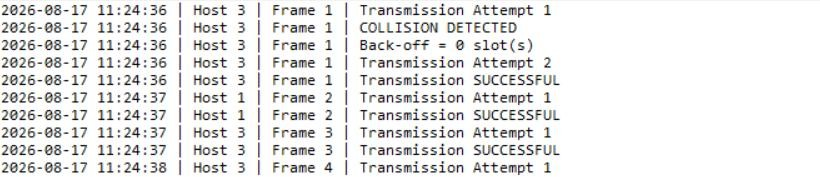 2026-08-17 11:24:36 | Host 3 | Frame 1 | Transmission Attempt 1
2026-08-17 11:24:36 | Host 3 | Frame 1 | COLLISION DETECTED
2026-08-17 11:24:36 | Host 3 | Frame 1 | Back-off = 0 slot(s)
2026-08-17 11:24:36 | Host 3 | Frame 1 | Transmission Attempt 2
2026-08-17 11:24:36 | Host 3 | Frame 1 | Transmission SUCCESSFUL
2026-08-17 11:24:37 | Host 1 | Frame 2 | Transmission Attempt 1
2026-08-17 11:24:37 | Host 1 | Frame 2 | Transmission SUCCESSFUL
2026-08-17 11:24:37 | Host 3 | Frame 3 | Transmission Attempt 1
2026-08-17 11:24:37 | Host 3 | Frame 3 | Transmission SUCCESSFUL
2026-08-17 11:24:38 | Host 3 | Frame 4 | Transmission Attempt 1